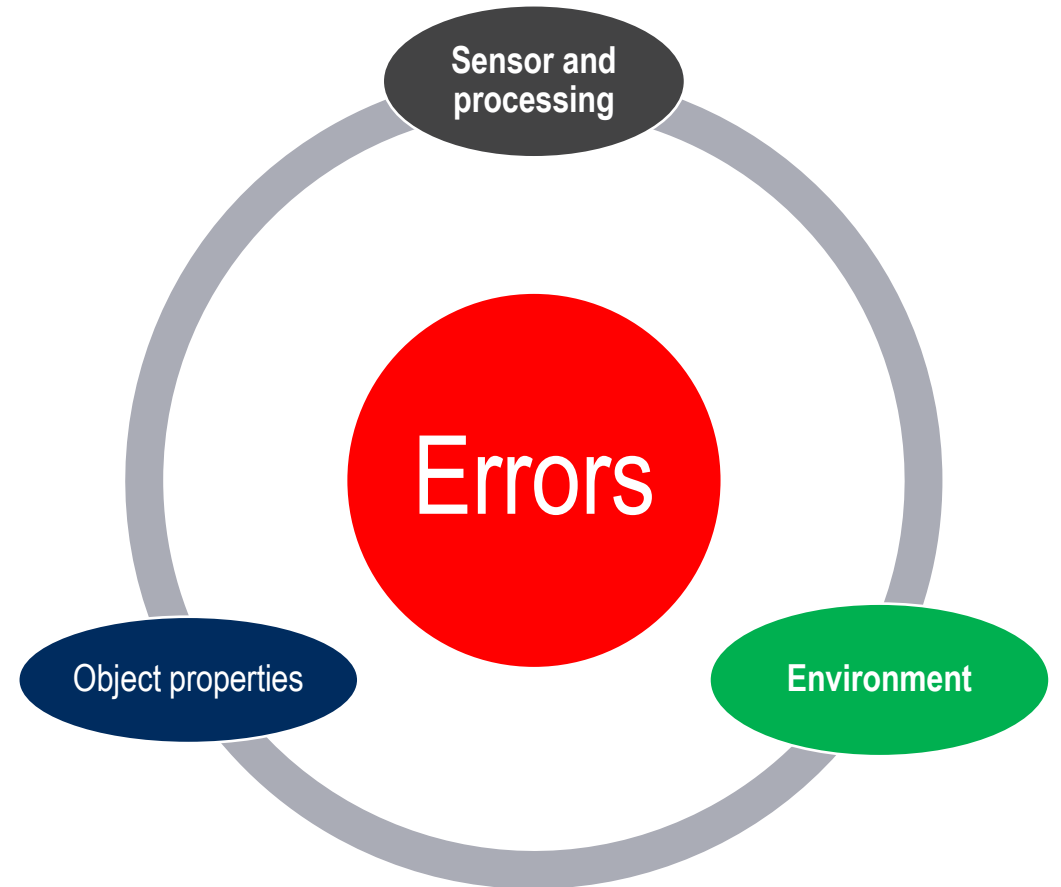 Sensor and
processing
Errors
Object properties
Environment